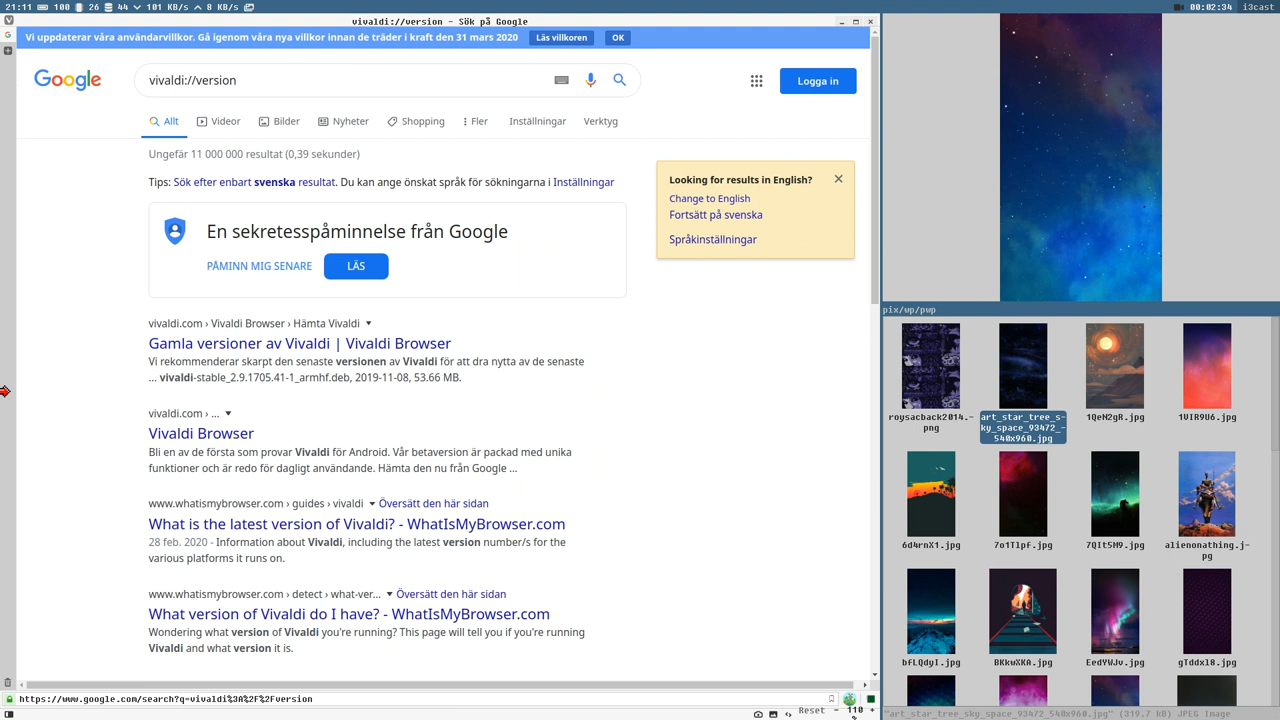 21:11 100 26 44 101 KB/s 8 KB/s
00:02:34 i3cast
vivaldi://version - Sök på Google
Vi uppdaterar våra användarvillkor. Gå igenom våra nya villkor innan de träder i kraft den 31 mars 2020 Läs villkoren OK
Google
vivaldi://version
Logga in
Allt Videor Bilder Nyheter Shopping Fler Inställningar Verktyg
Ungefär 11 000 000 resultat (0,39 sekunder)
Tips: Sök efter enbart svenska resultat. Du kan ange önskat språk för sökningarna i Inställningar
Looking for results in English?
Change to English
Fortsätt på svenska
Språkinställningar
En sekretesspåminnelse från Google
PÅMINN MIG SENARE LÄS
vivaldi.com › Vivaldi Browser › Hämta Vivaldi
Gamla versioner av Vivaldi | Vivaldi Browser
Vi rekommenderar skarpt den senaste versionen av Vivaldi för att dra nytta av de senaste
... vivaldi-stable_2.9.1705.41-1_armhf.deb, 2019-11-08, 53.66 MB.
vivaldi.com › ...
Vivaldi Browser
Bli en av de första som provar Vivaldi för Android. Vår betaversion är packad med unika
funktioner och är redo för dagligt användande. Hämta den nu från Google ...
www.whatismybrowser.com › guides › vivaldi Översätt den här sidan
What is the latest version of Vivaldi? - WhatIsMyBrowser.com
28 feb. 2020 - Information about Vivaldi, including the latest version number/s for the
various platforms it runs on.
www.whatismybrowser.com › detect › what-ver... Översätt den här sidan
What version of Vivaldi do I have? - WhatIsMyBrowser.com
Wondering what version of Vivaldi you're running? This page will tell you if you're running
Vivaldi and what version it is.
https://www.google.com/search?q=vivaldi%3A%2F%2Fversion
Reset - 110 % +
pix/wp/pwp
roysacback2014.-
png
art_star_tree_s-
ky_space_93472_-
540x960.jpg
1QeN2gR.jpg
1VIR9U6.jpg
6d4rnX1.jpg
7o1Tlpf.jpg
7QIt5M9.jpg
alienonathing.j-
pg
bfLQdyI.jpg
BKkwXKA.jpg
EedYWJv.jpg
gTddxl8.jpg
"art_star_tree_sky_space_93472_540x960.jpg" (319.7 kB) JPEG Image